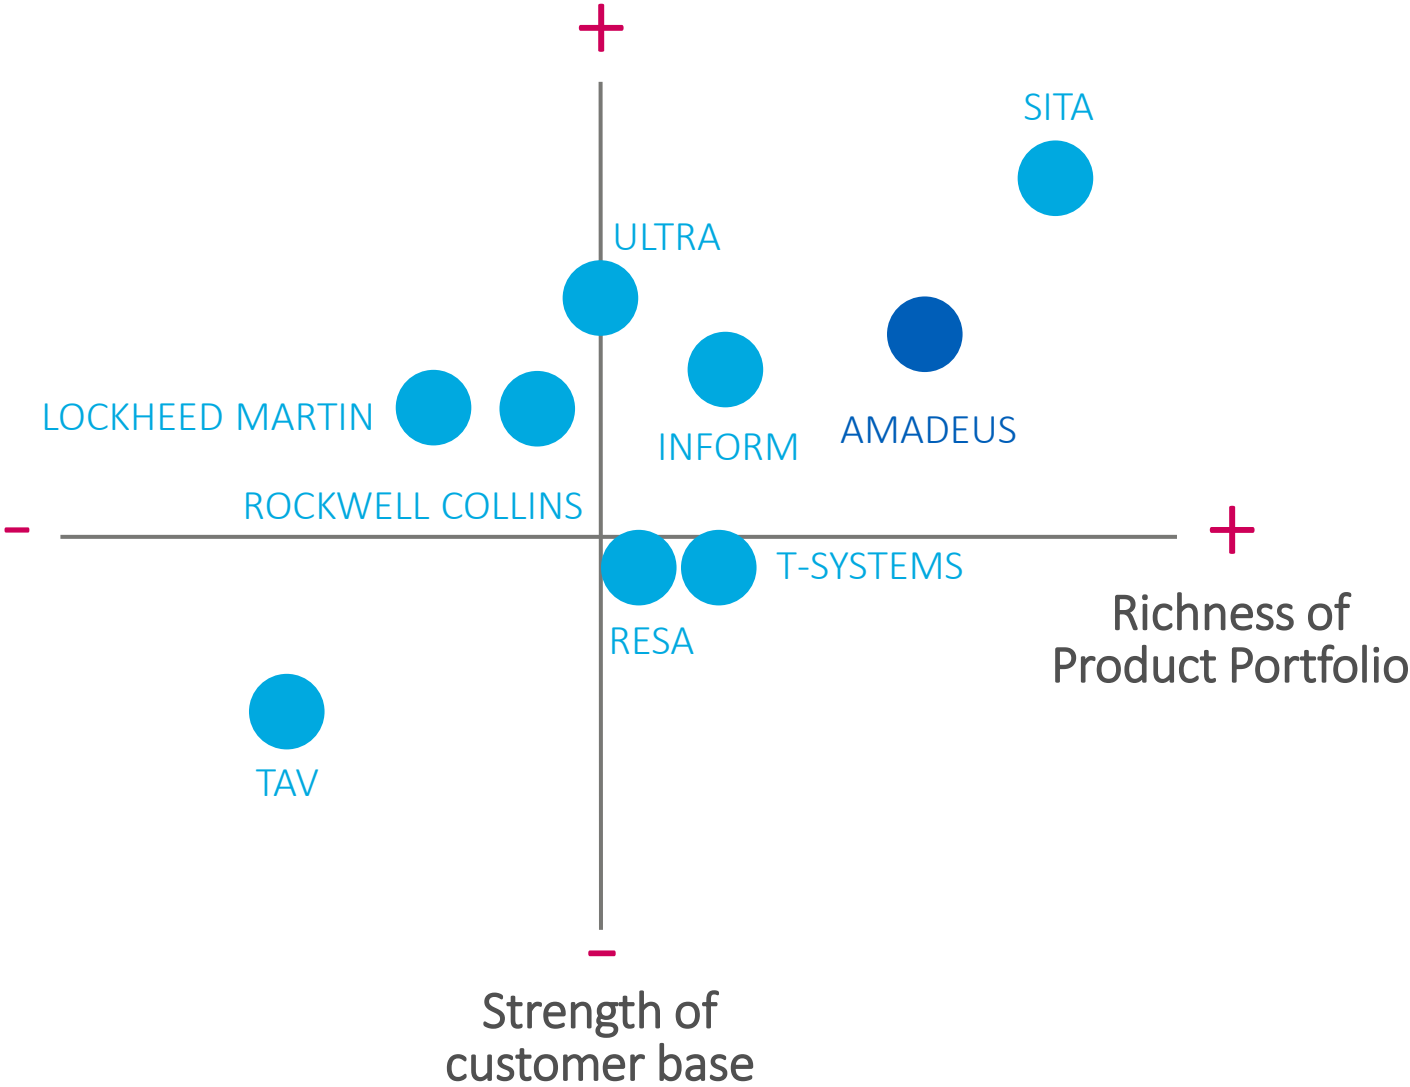 +
SITA
ULTRA
LOCKHEED MARTIN
INFORM
AMADEUS
ROCKWELL COLLINS
-
+
T-SYSTEMS
Richness of
Product Portfolio
RESA
TAV
-
Strength of
customer base